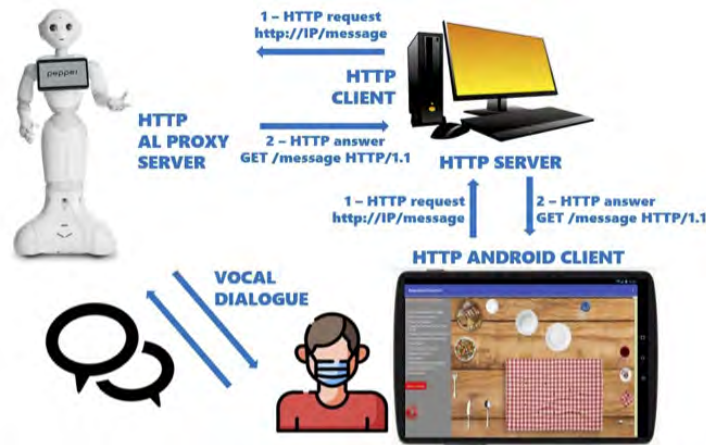 1 – HTTP request
http://IP/message
pepper
HTTP
CLIENT
HTTP
AL PROXY
SERVER
2 – HTTP answer
GET /message HTTP/1.1
HTTP SERVER
1 – HTTP request
http://IP/message
2 – HTTP answer
GET /message HTTP/1.1
HTTP ANDROID CLIENT
VOCAL
DIALOGUE